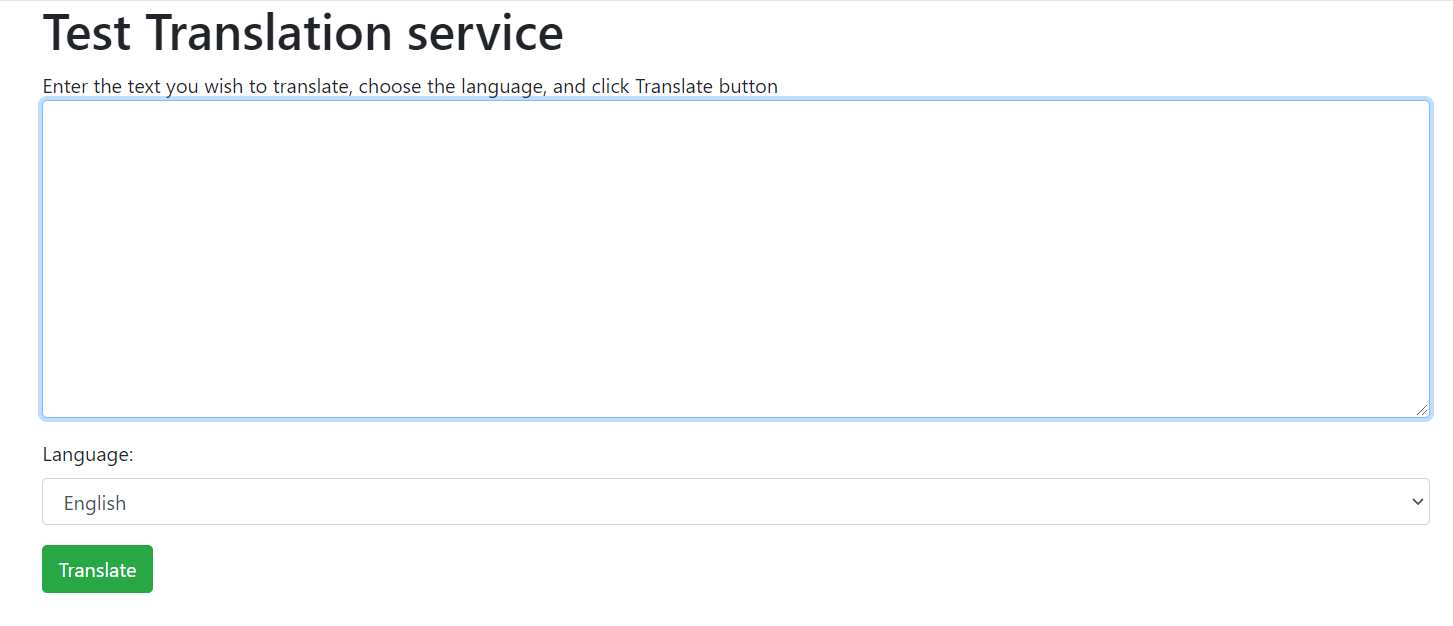 Test Translation service
Enter the text you wish to translate, choose the language, and click Translate button
Language:
English
Translate